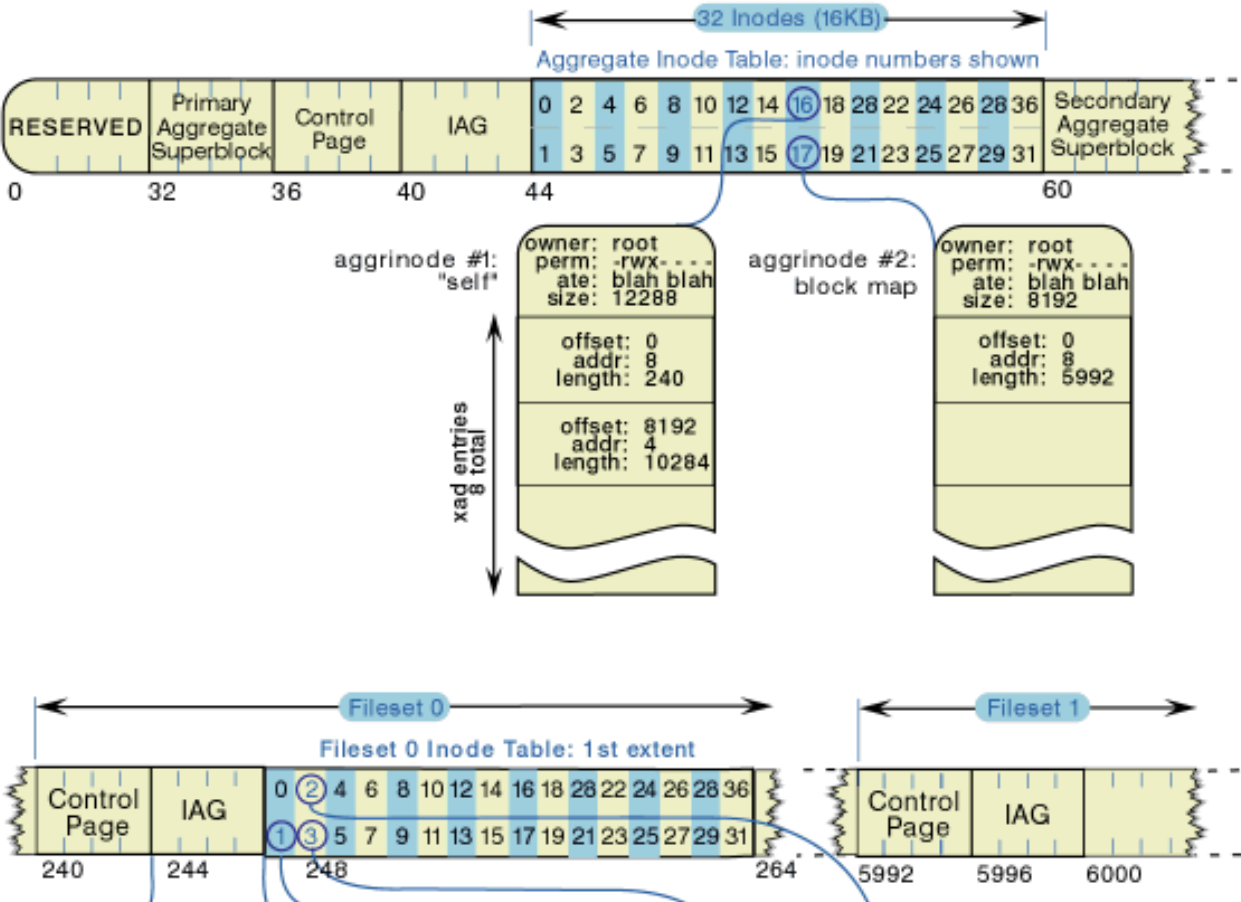 32 Inodes (16KB)
Aggregate Inode Table: inode numbers shown
RESERVED
Primary
Aggregate
Superblock
Control
Page
IAG
0 2 4 6 8 10 12 14 16 18 28 22 24 26 28 36
1 3 5 7 9 11 13 15 17 19 21 23 25 27 29 31
Secondary
Aggregate
Superblock
0 32 36 40 44 60
aggrinode #1:
"self"
owner: root
perm: -rwx- - - -
ate: blah blah
size: 12288
offset: 0
addr: 8
length: 240
offset: 8192
addr: 4
length: 10284
xad entries
8 total
aggrinode #2:
block map
owner: root
perm: -rwx- - - -
ate: blah blah
size: 8192
offset: 0
addr: 8
length: 5992
Fileset 0
Fileset 0 Inode Table: 1st extent
Control
Page
IAG
0 2 4 6 8 10 12 14 16 18 28 22 24 26 28 36
1 3 5 7 9 11 13 15 17 19 21 23 25 27 29 31
240 244 248 264
Fileset 1
Control
Page
IAG
5992 5996 6000